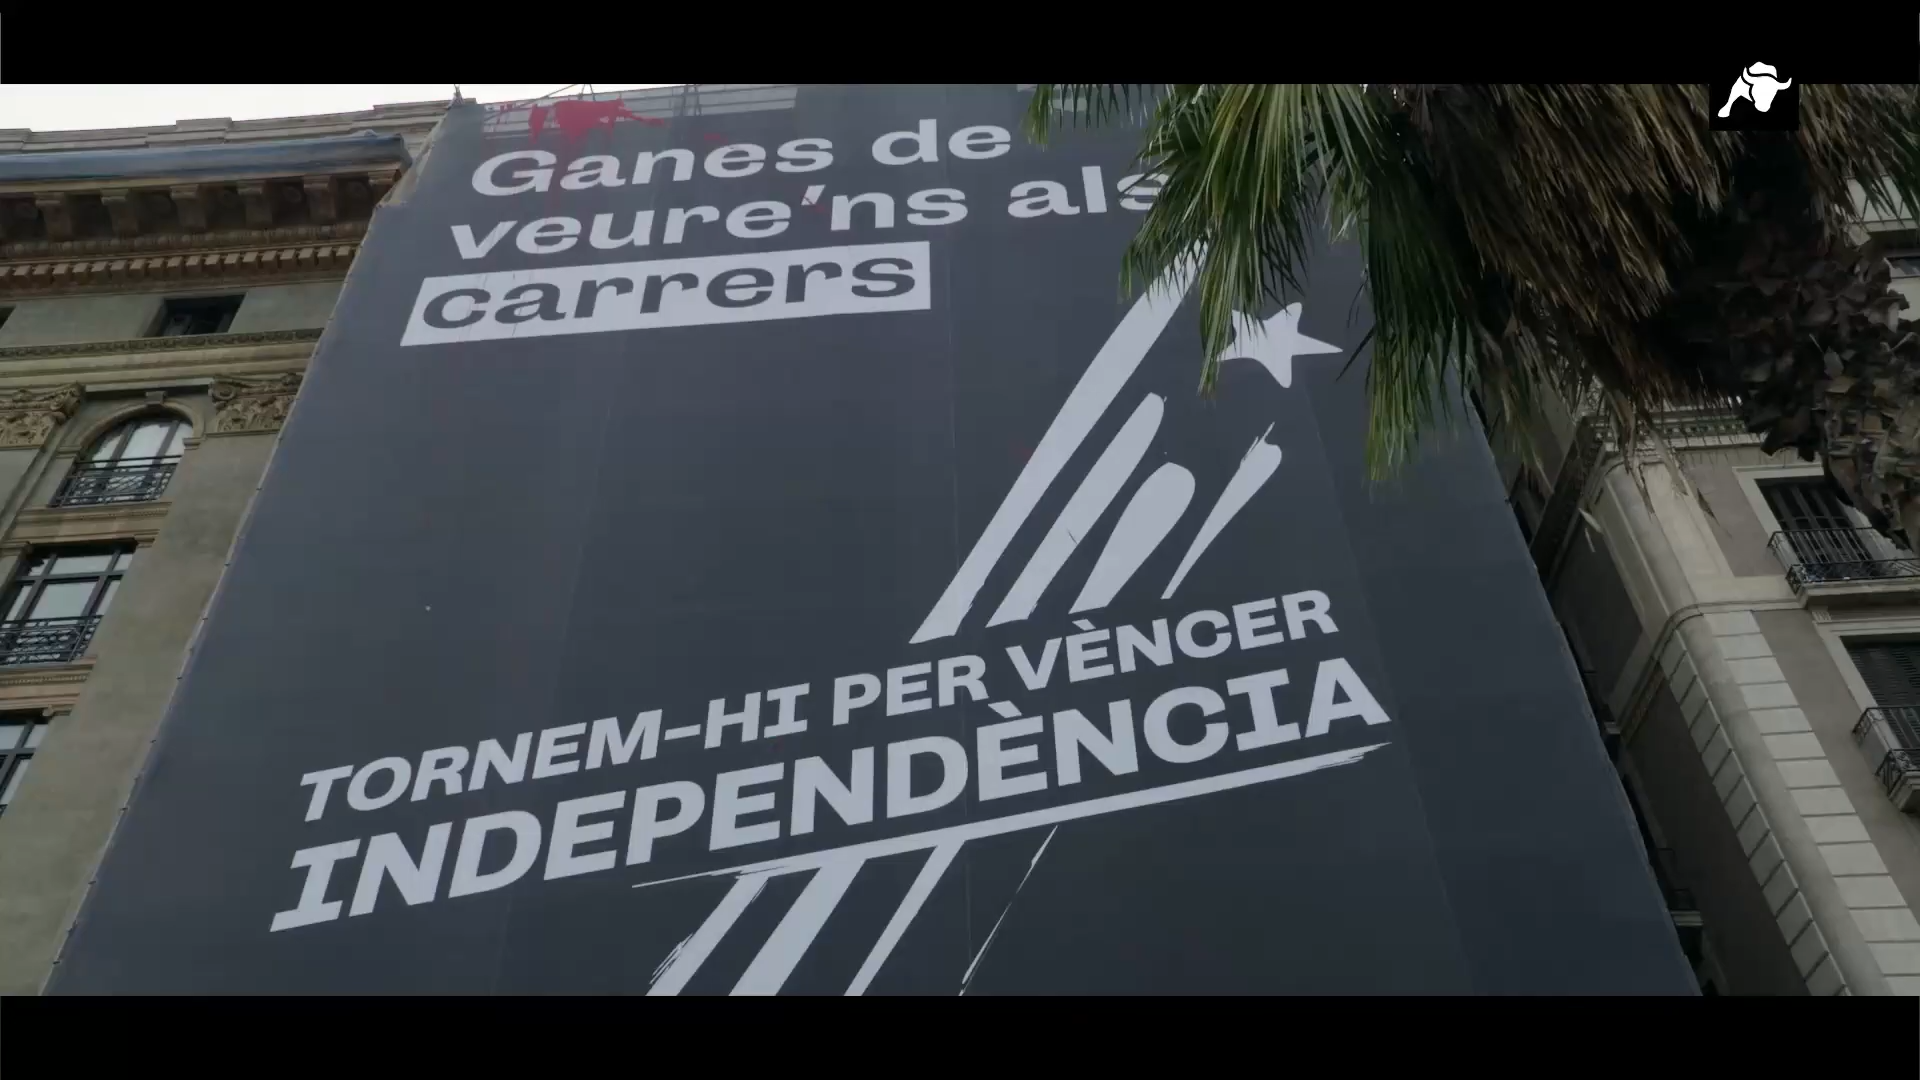 Ganes de
veure'ns als
carrers
TORNEM-HI PER VÈNCER
INDEPENDÈNCIA